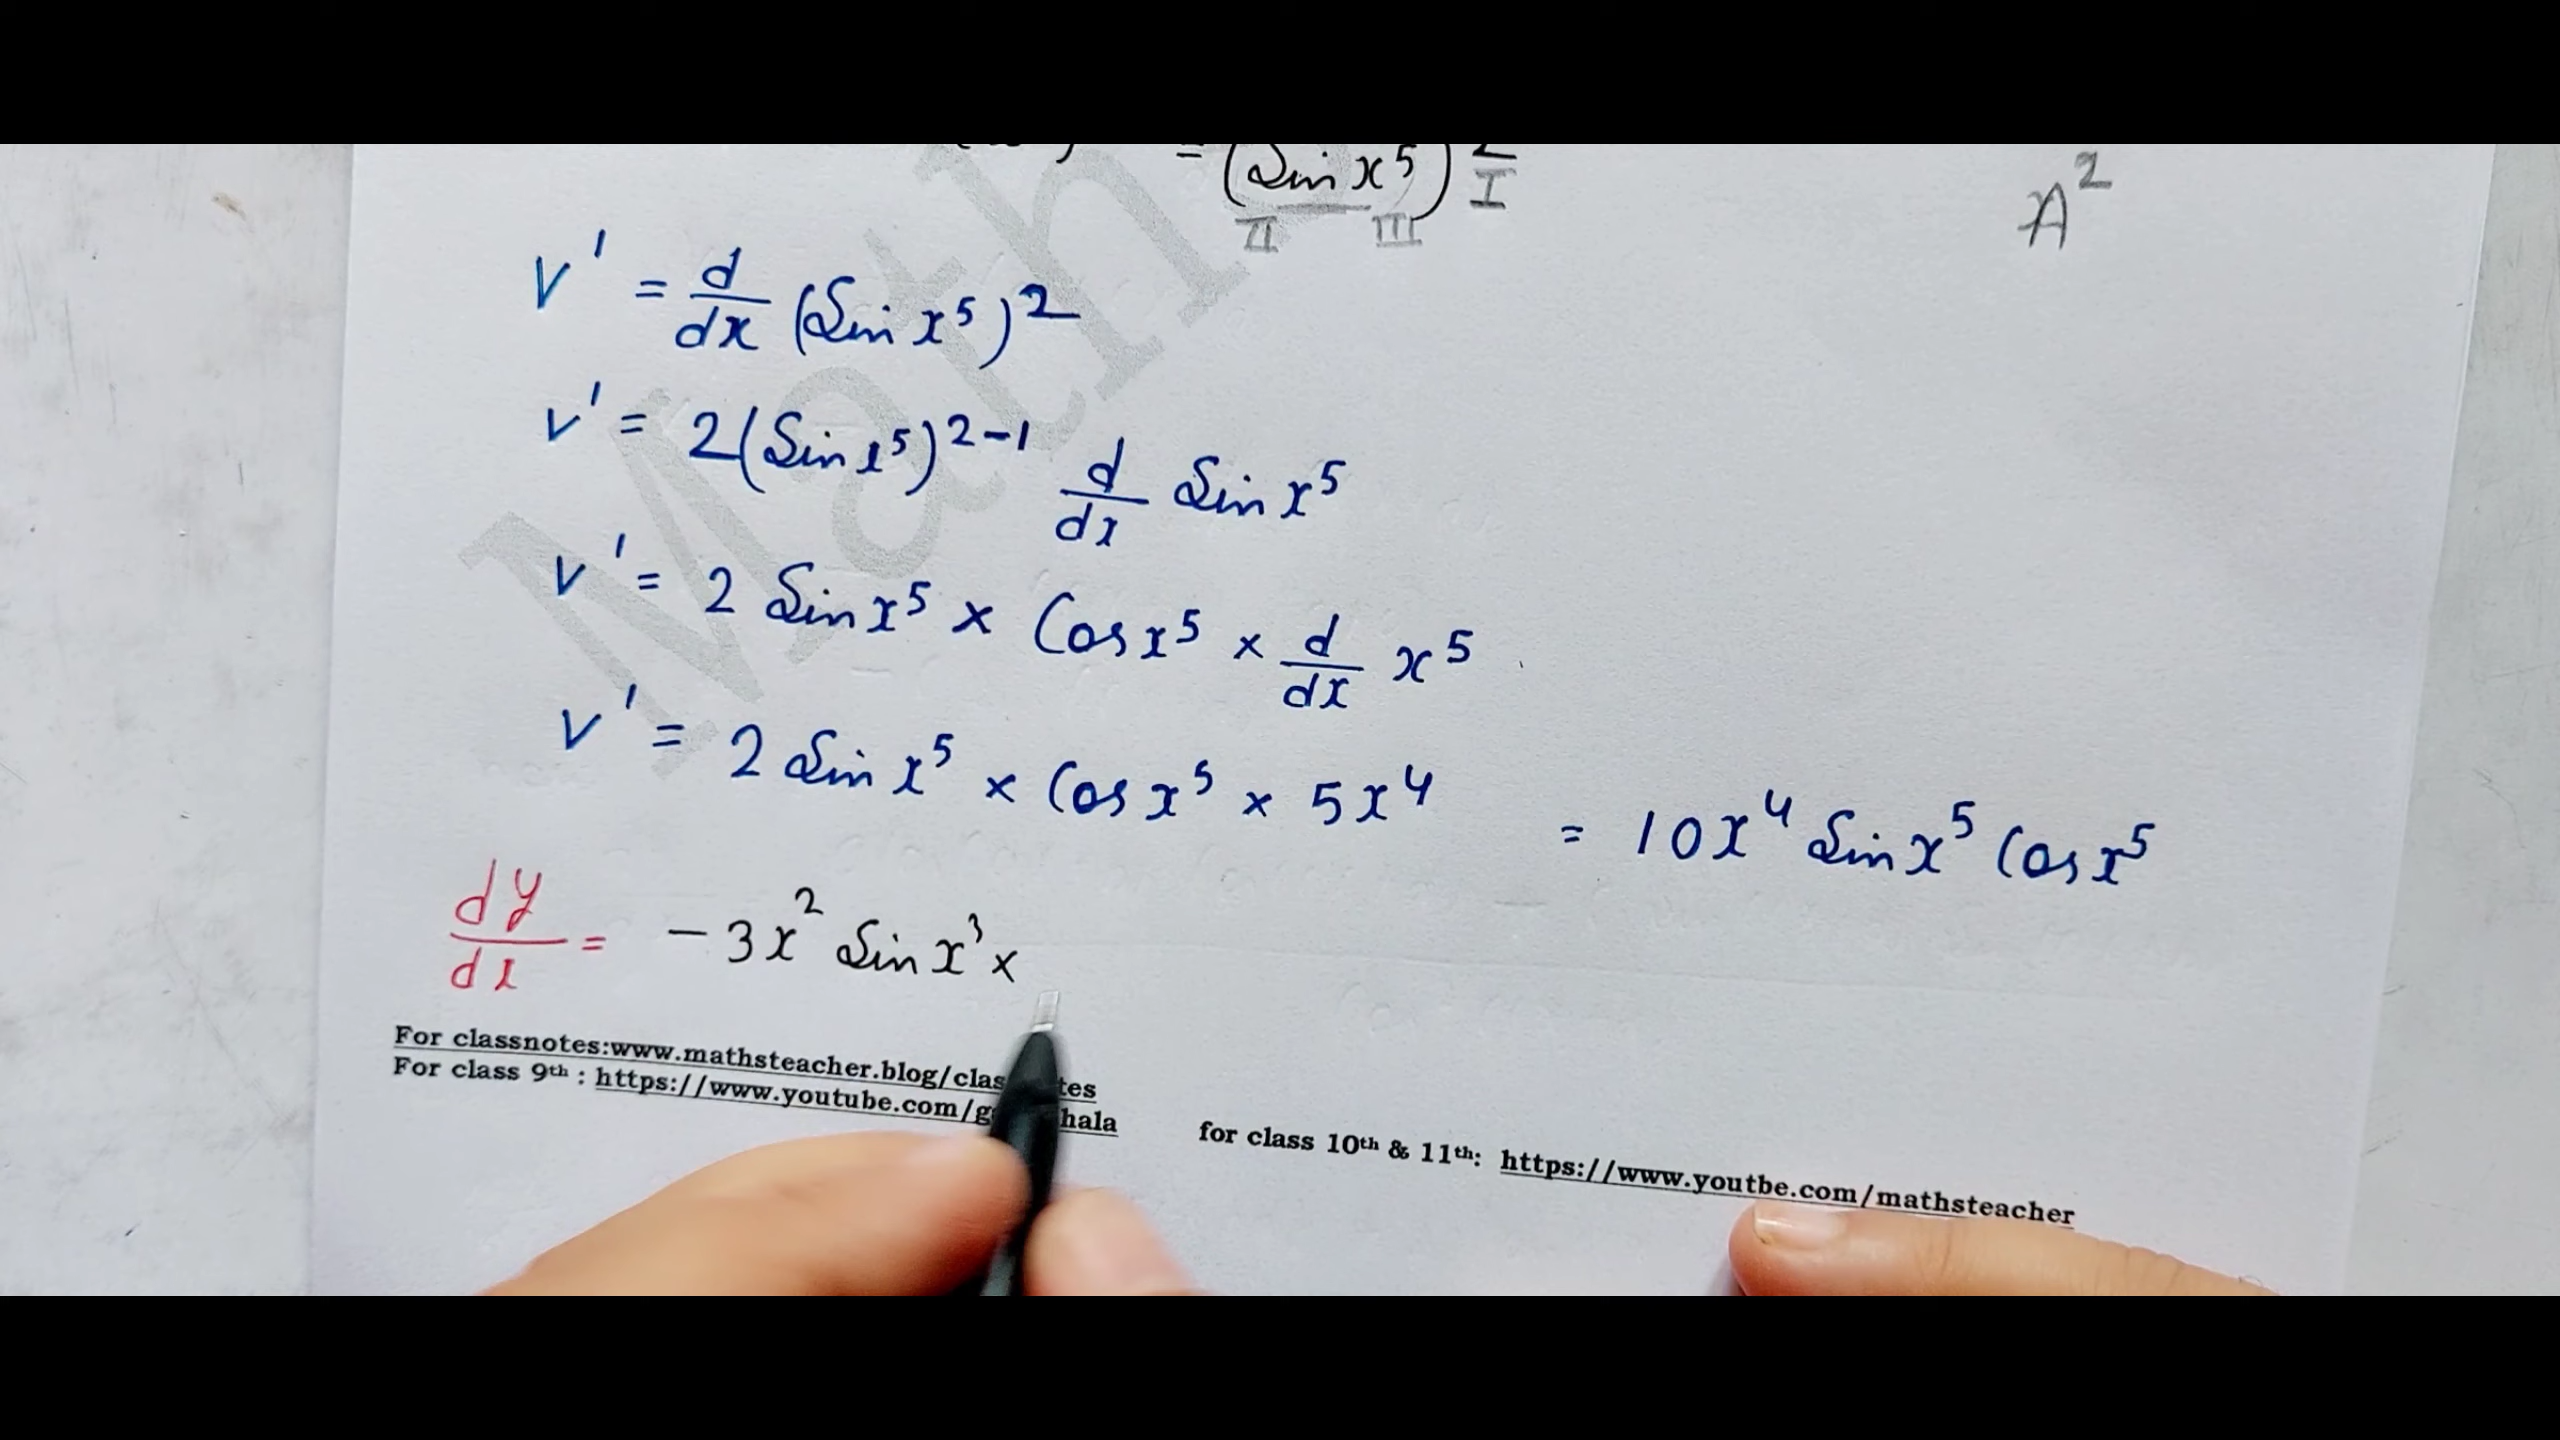 = (Sin x⁵)
II III I
A²
v' = d/dx (Sin x⁵)²
v' = 2(Sin x⁵)²⁻¹ d/dx Sin x⁵
v' = 2 Sin x⁵ × Cos x⁵ × d/dx x⁵
v' = 2 Sin x⁵ × Cos x⁵ × 5x⁴ = 10x⁴ Sin x⁵ Cos x⁵
dy/dx = -3x² Sin x³ ×
For classnotes:www.mathsteacher.blog/clas tes
For class 9th : https://www.youtube.com/g hala
for class 10th & 11th: https://www.youtbe.com/mathsteacher
Math